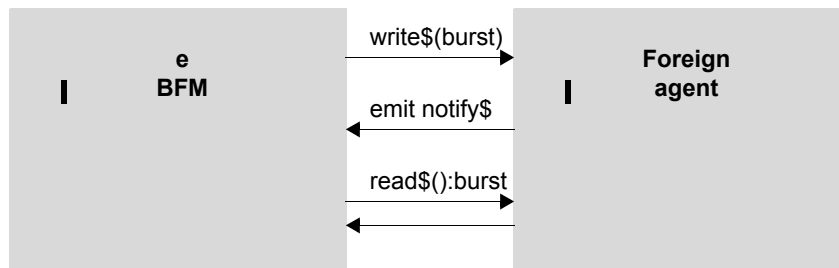 write$(burst)
e
BFM
Foreign
agent
emit notify$
read$():burst